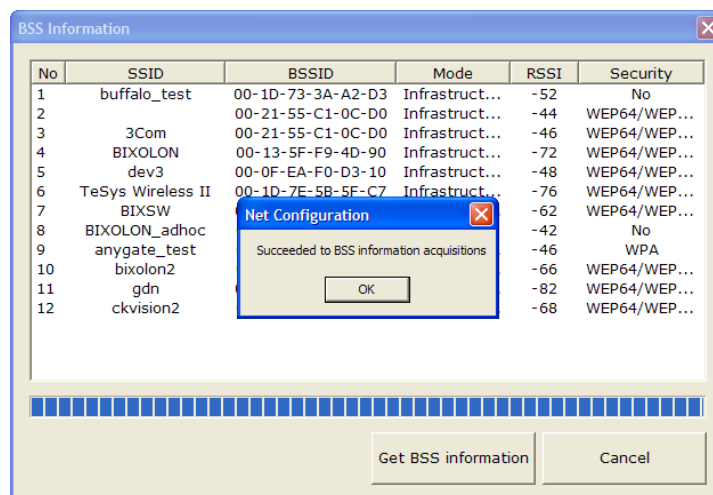 BSS Information
No SSID BSSID Mode RSSI Security
1 buffalo_test 00-1D-73-3A-A2-D3 Infrastruct... -52 No
2 00-21-55-C1-0C-D0 Infrastruct... -44 WEP64/WEP...
3 3Com 00-21-55-C1-0C-D0 Infrastruct... -46 WEP64/WEP...
4 BIXOLON 00-13-5F-F9-4D-90 Infrastruct... -72 WEP64/WEP...
5 dev3 00-0F-EA-F0-D3-10 Infrastruct... -48 WEP64/WEP...
6 TeSys Wireless II 00-1D-7E-5B-5F-C7 Infrastruct... -76 WEP64/WEP...
7 BIXSW -62 WEP64/WEP...
8 BIXOLON_adhoc -42 No
9 anygate_test -46 WPA
10 bixolon2 -66 WEP64/WEP...
11 gdn -82 WEP64/WEP...
12 ckvision2 -68 WEP64/WEP...
Net Configuration
Succeeded to BSS information acquisitions
OK
Get BSS information Cancel